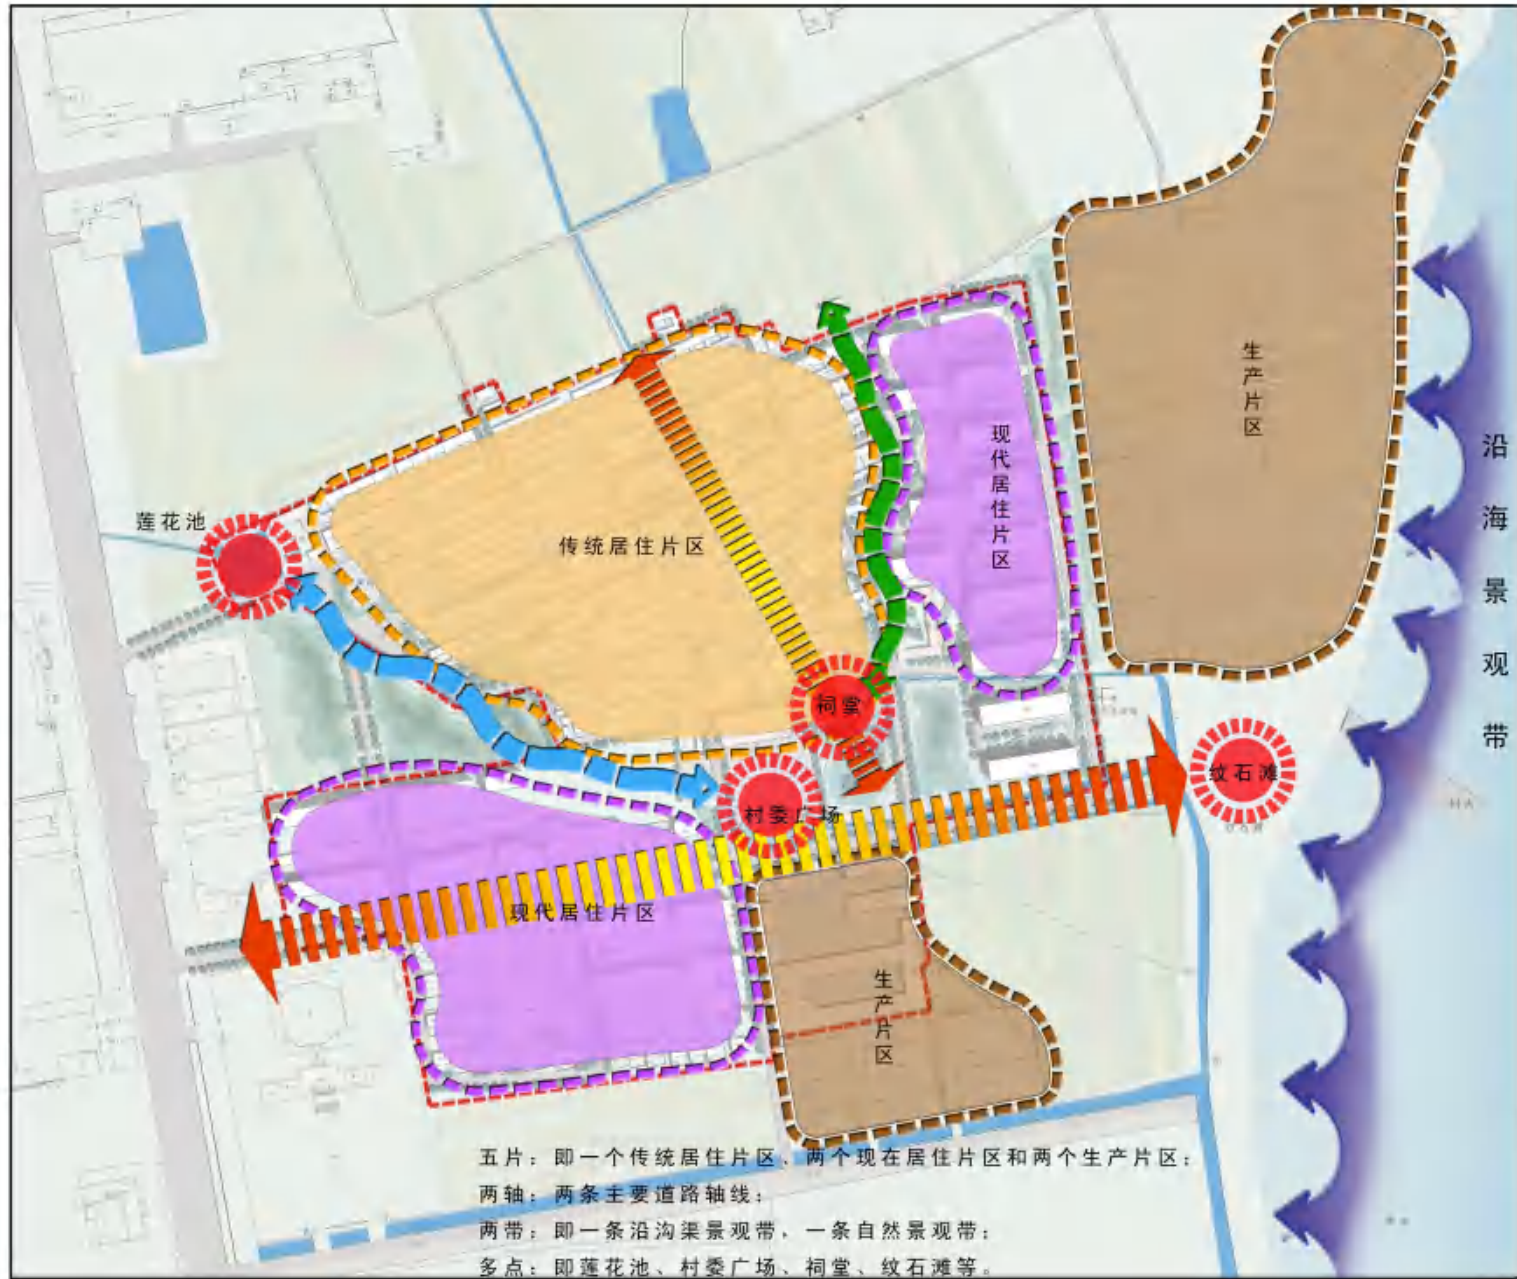 生产片区
现代居住片区
沿海景观带
莲花池
传统居住片区
祠堂
纹石滩
村委广场
现代居住片区
生产片区
五片：即一个传统居住片区、两个现在居住片区和两个生产片区；
两轴：两条主要道路轴线；
两带：即一条沿沟渠景观带，一条自然景观带；
多点：即莲花池、村委广场、祠堂、纹石滩等。